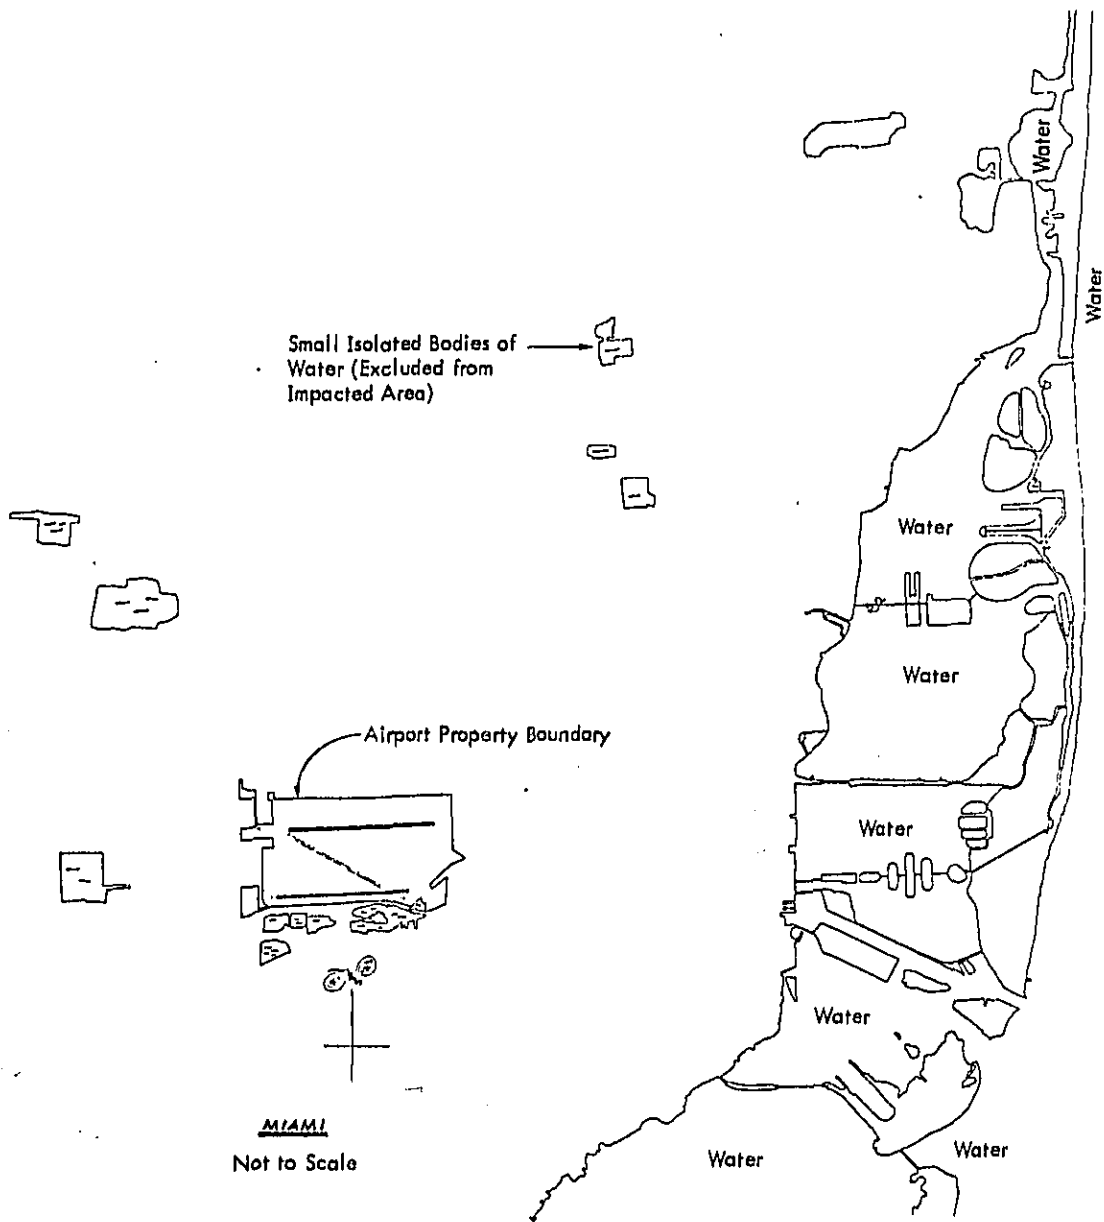 Water
Water
Small Isolated Bodies of
Water (Excluded from
Impacted Area)
Water
Water
Airport Property Boundary
Water
Water
MIAMI
Not to Scale
Water
Water